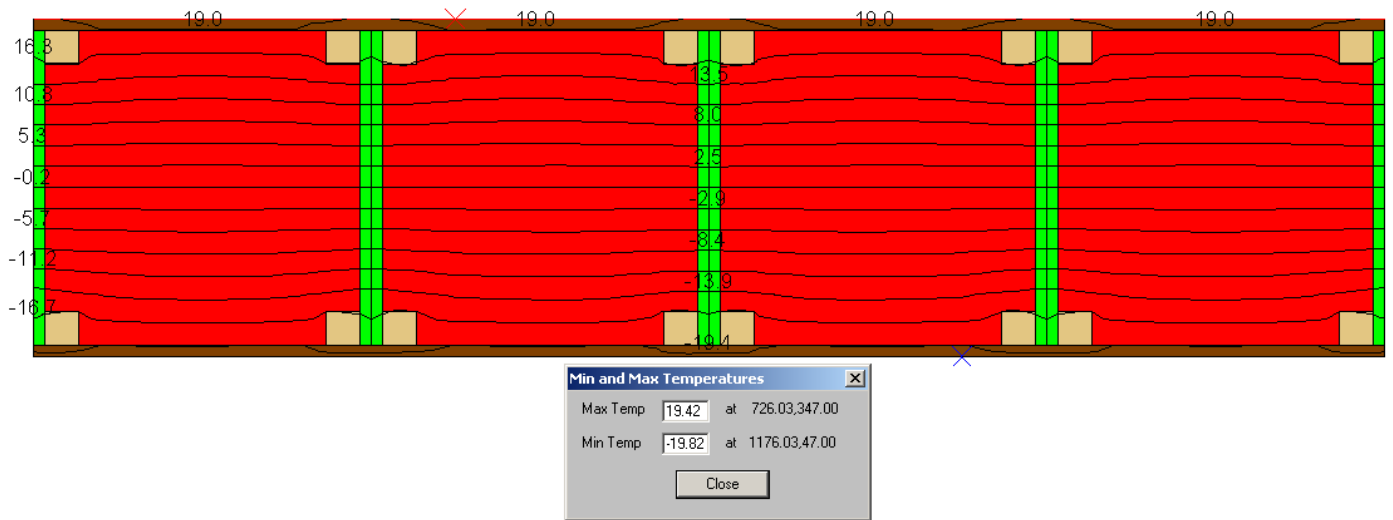 19.0 19.0 19.0 19.0
16.3
13.5
10.8
8.0
5.3
2.5
-0.2
-2.9
-5.7
-8.4
-11.2
-13.9
-16.7
-19.4
Min and Max Temperatures
Max Temp 19.42 at 726.03,347.00
Min Temp -19.82 at 1176.03,47.00
Close